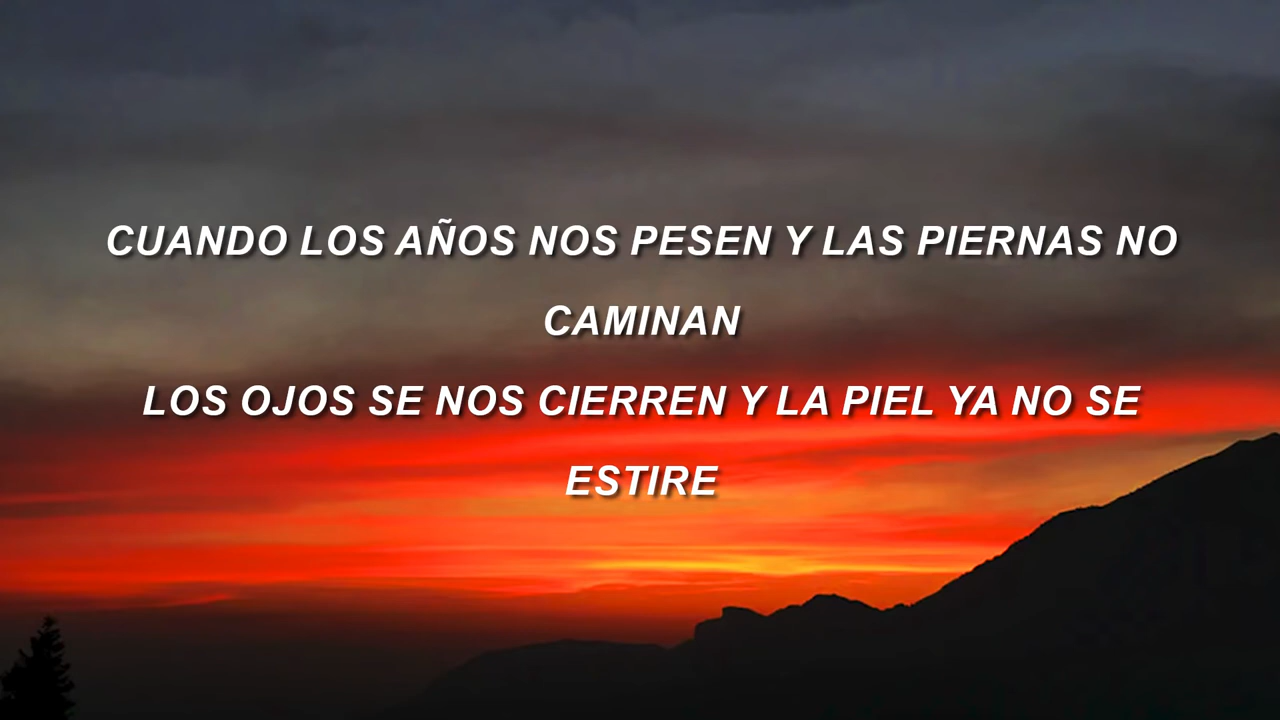 CUANDO LOS AÑOS NOS PESEN Y LAS PIERNAS NO
CAMINAN
LOS OJOS SE NOS CIERREN Y LA PIEL YA NO SE
ESTIRE